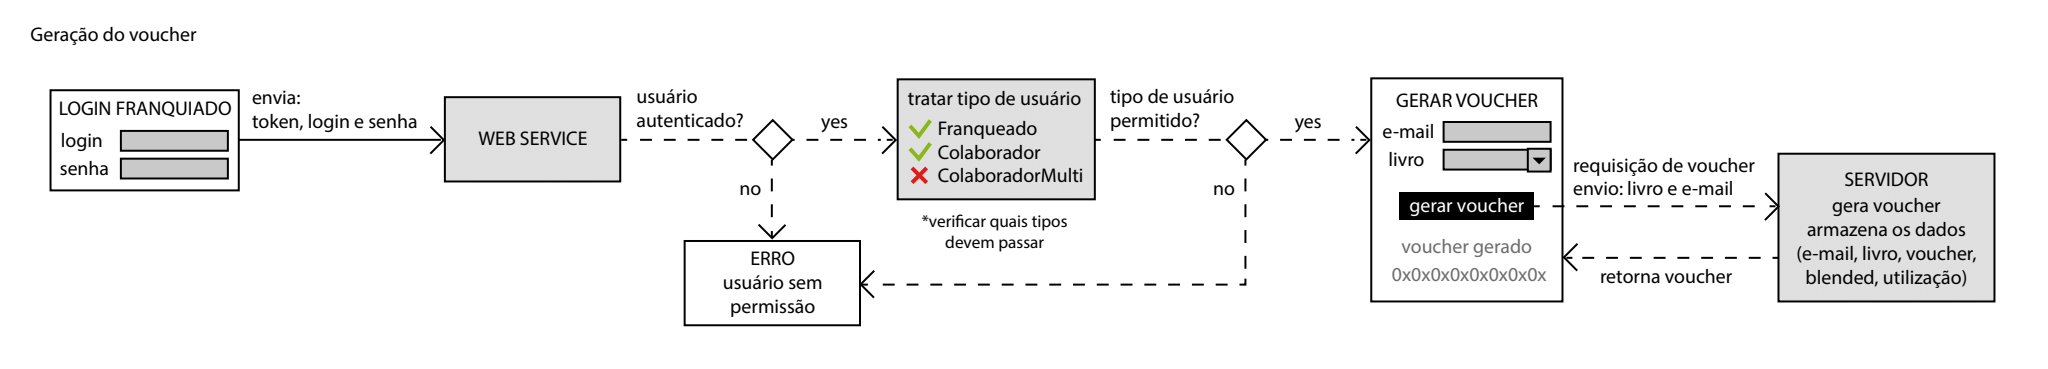 Geração do voucher
LOGIN FRANQUIADO
login
senha
envia:
token, login e senha
WEB SERVICE
usuário
autenticado?
yes
no
ERRO
usuário sem
permissão
tratar tipo de usuário
Franqueado
Colaborador
ColaboradorMulti
*verificar quais tipos
devem passar
tipo de usuário
permitido?
yes
no
GERAR VOUCHER
e-mail
livro
gerar voucher
voucher gerado
0x0x0x0x0x0x0x0x
requisição de voucher
envio: livro e e-mail
retorna voucher
SERVIDOR
gera voucher
armazena os dados
(e-mail, livro, voucher,
blended, utilização)